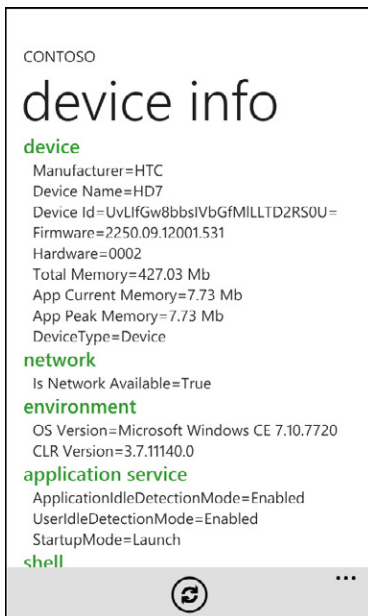 CONTOSO
device info
device
Manufacturer=HTC
Device Name=HD7
Device Id=UvLIfGw8bbsIVbGfMlLLTD2RS0U=
Firmware=2250.09.12001.531
Hardware=0002
Total Memory=427.03 Mb
App Current Memory=7.73 Mb
App Peak Memory=7.73 Mb
DeviceType=Device
network
Is Network Available=True
environment
OS Version=Microsoft Windows CE 7.10.7720
CLR Version=3.7.11140.0
application service
ApplicationIdleDetectionMode=Enabled
UserIdleDetectionMode=Enabled
StartupMode=Launch
shell
...